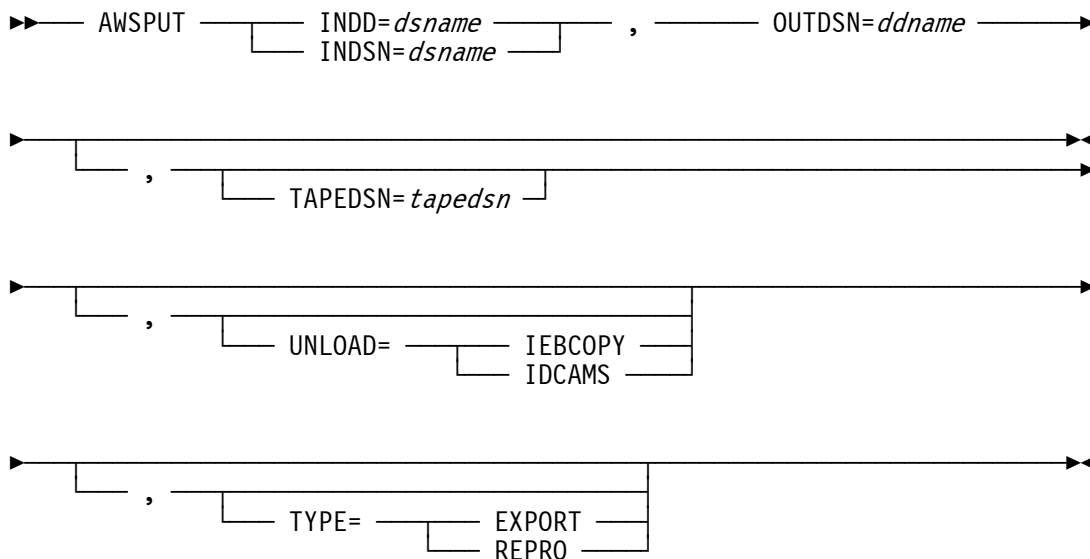 AWSPUT INDD=dsname , OUTDSN=ddname
INDSN=dsname
,
TAPEDSN=tapedsn
,
UNLOAD= IEBCOPY
IDCAMS
,
TYPE= EXPORT
REPRO